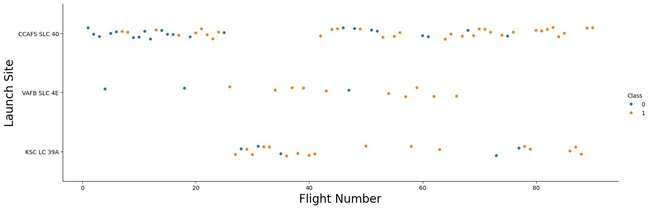 CCAFS SLC 40
VAFB SLC 4E
KSC LC 39A
Launch Site
0
20
40
60
80
Flight Number
Class
0
1